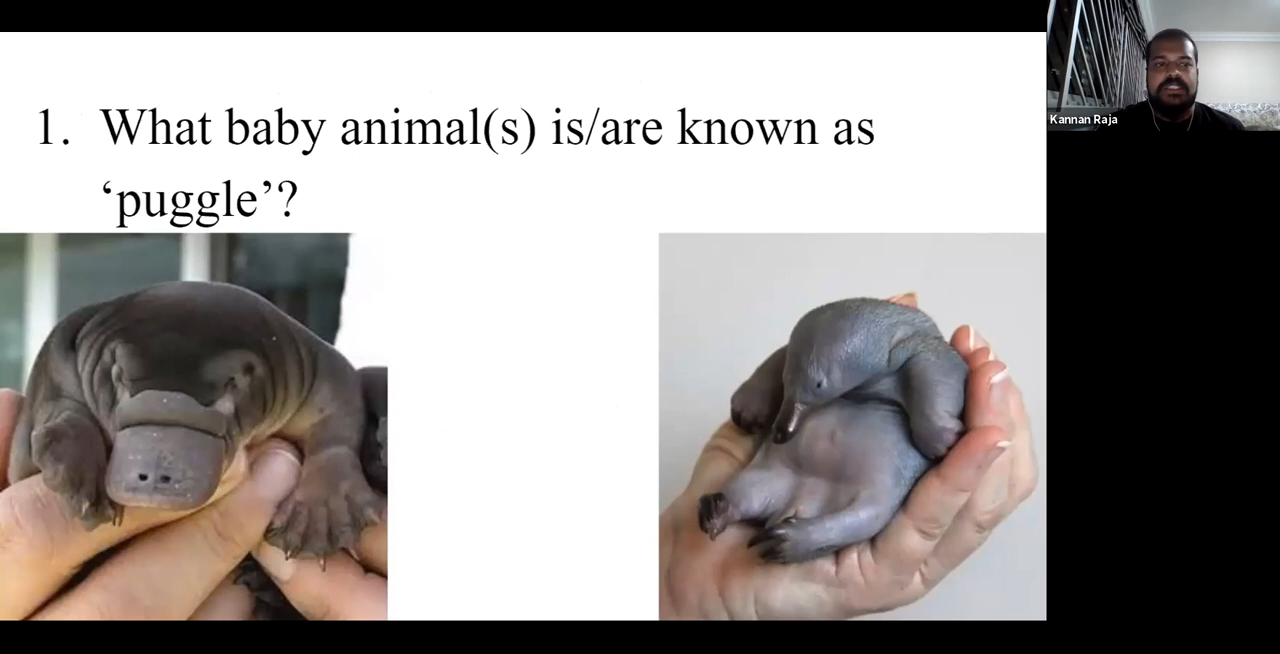 1. What baby animal(s) is/are known as
‘puggle’?
Kannan Raja